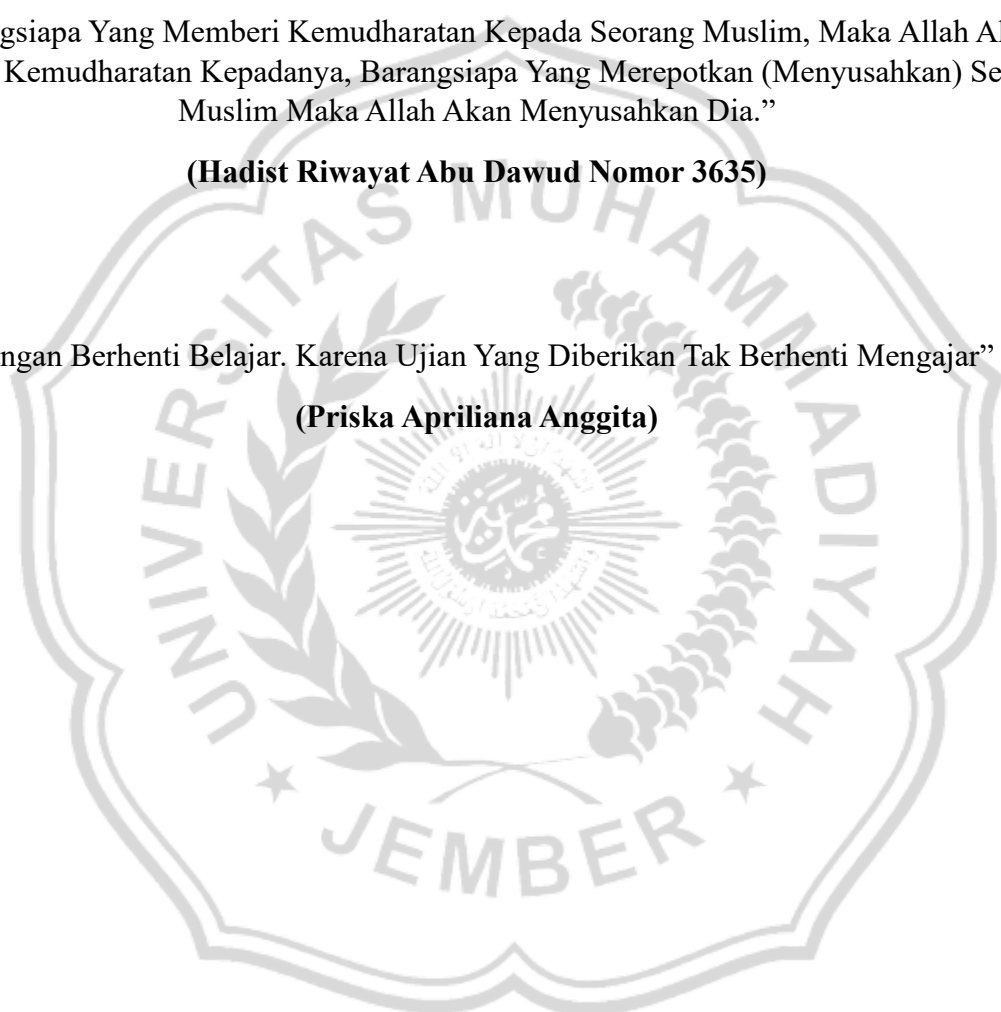 gsiapa Yang Memberi Kemudharatan Kepada Seorang Muslim, Maka Allah Al
Kemudharatan Kepadanya, Barangsiapa Yang Merepotkan (Menyusahkan) Se
Muslim Maka Allah Akan Menyusahkan Dia.”
(Hadist Riwayat Abu Dawud Nomor 3635)
ngan Berhenti Belajar. Karena Ujian Yang Diberikan Tak Berhenti Mengajar”
(Priska Apriliana Anggita)
UNIVERSITAS MUHAMMADIYAH
JEMBER